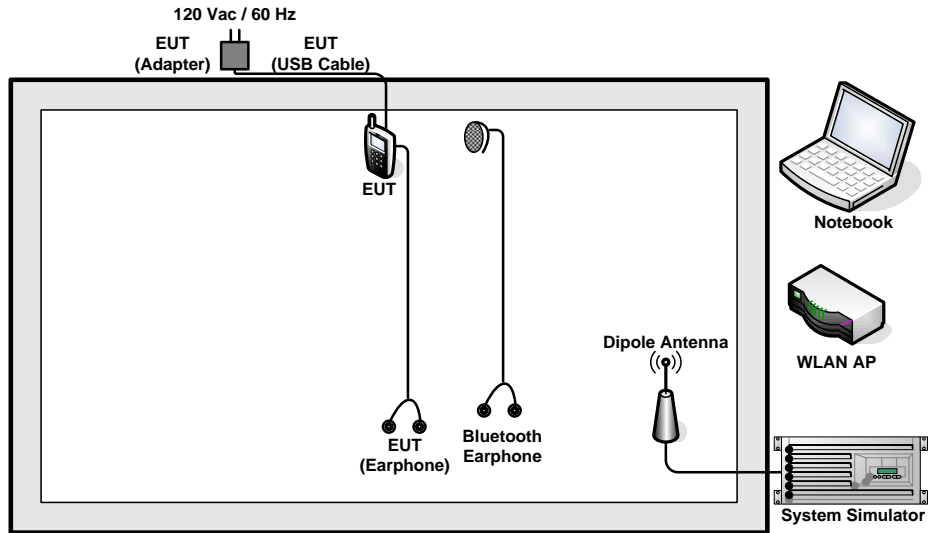 120 Vac / 60 Hz
EUT
(Adapter)
EUT
(USB Cable)
EUT
Notebook
WLAN AP
Dipole Antenna
EUT
(Earphone)
Bluetooth
Earphone
System Simulator